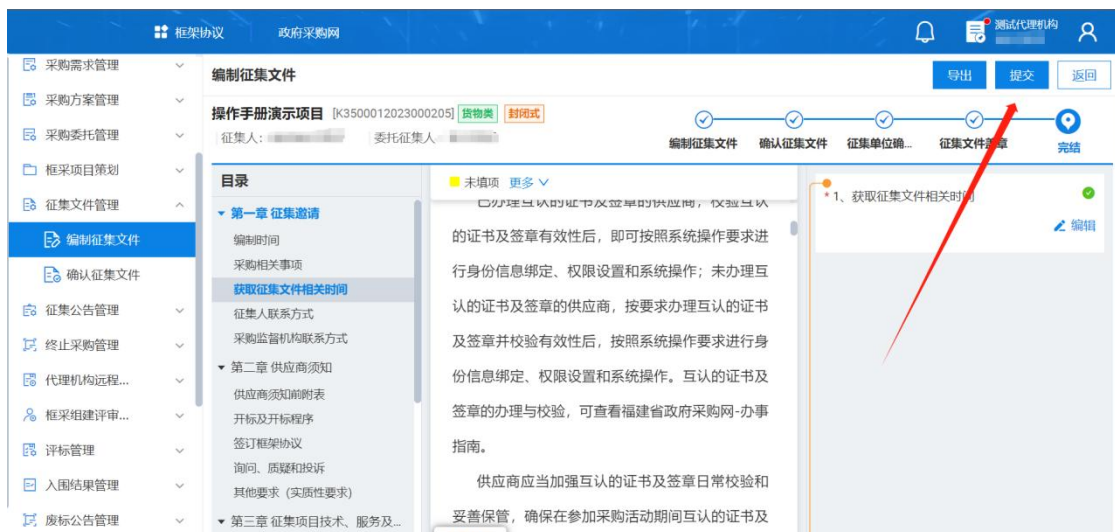 框架协议 政府采购网 测试代理机构
采购需求管理
采购方案管理
采购委托管理
框采项目策划
征集文件管理
编制征集文件
确认征集文件
征集公告管理
终止采购管理
代理机构远程...
框采组建评审...
评标管理
入围结果管理
废标公告管理
编制征集文件 导出 提交 返回
操作手册演示项目 [K3500012023000205] 货物类 封闭式
征集人： 委托征集人
编制征集文件 确认征集文件 征集单位确... 征集文件盖章 完结
目录
第一章 征集邀请
编制时间
采购相关事项
获取征集文件相关时间
征集人联系方式
采购监督机构联系方式
第二章 供应商须知
供应商须知前附表
开标及开标程序
签订框架协议
询问、质疑和投诉
其他要求（实质性要求）
第三章 征集项目技术、服务及...
未填项 更多
已办理互认的证书及签章的供应商，校验互认
的证书及签章有效性后，即可按照系统操作要求进
行身份信息绑定、权限设置和系统操作；未办理互
认的证书及签章的供应商，按要求办理互认的证书
及签章并校验有效性后，按照系统操作要求进行身
份信息绑定、权限设置和系统操作。互认的证书及
签章的办理与校验，可查看福建省政府采购网-办事
指南。
供应商应当加强互认的证书及签章日常校验和
妥善保管，确保在参加采购活动期间互认的证书及
* 1、获取征集文件相关时间
编辑